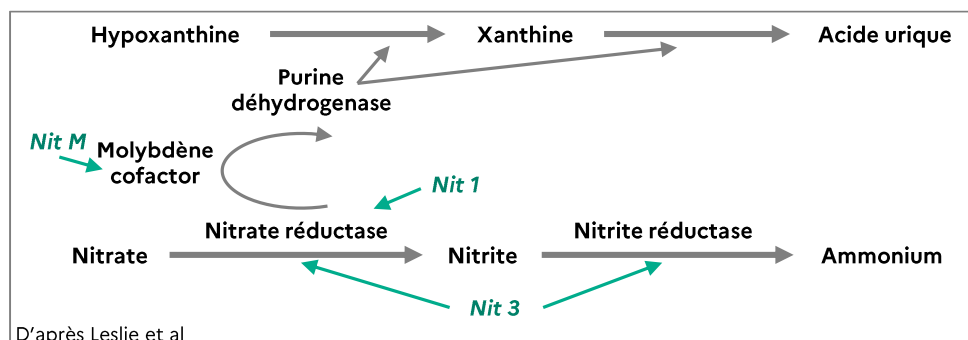 Hypoxanthine Xanthine Acide urique
Purine
déhydrogenase
Nit M
Molybdène
cofactor
Nit 1
Nitrate réductase Nitrite réductase
Nitrate Nitrite Ammonium
Nit 3
D'après Leslie et al